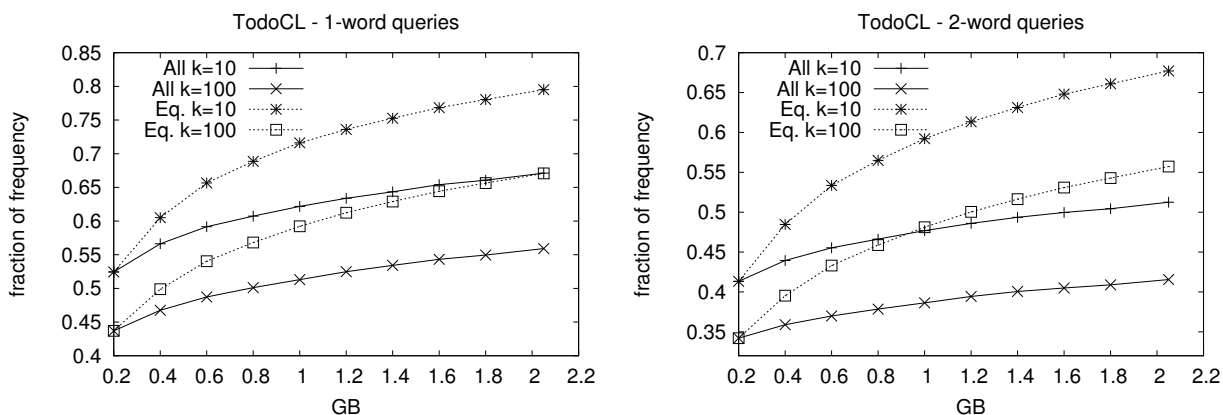 TodoCL - 1-word queries
0.85
0.8
0.75
0.7
0.65
0.6
0.55
0.5
0.45
0.4
fraction of frequency
All k=10
All k=100
Eq. k=10
Eq. k=100
0.2 0.4 0.6 0.8 1 1.2 1.4 1.6 1.8 2 2.2
GB
TodoCL - 2-word queries
0.7
0.65
0.6
0.55
0.5
0.45
0.4
0.35
fraction of frequency
All k=10
All k=100
Eq. k=10
Eq. k=100
0.2 0.4 0.6 0.8 1 1.2 1.4 1.6 1.8 2 2.2
GB